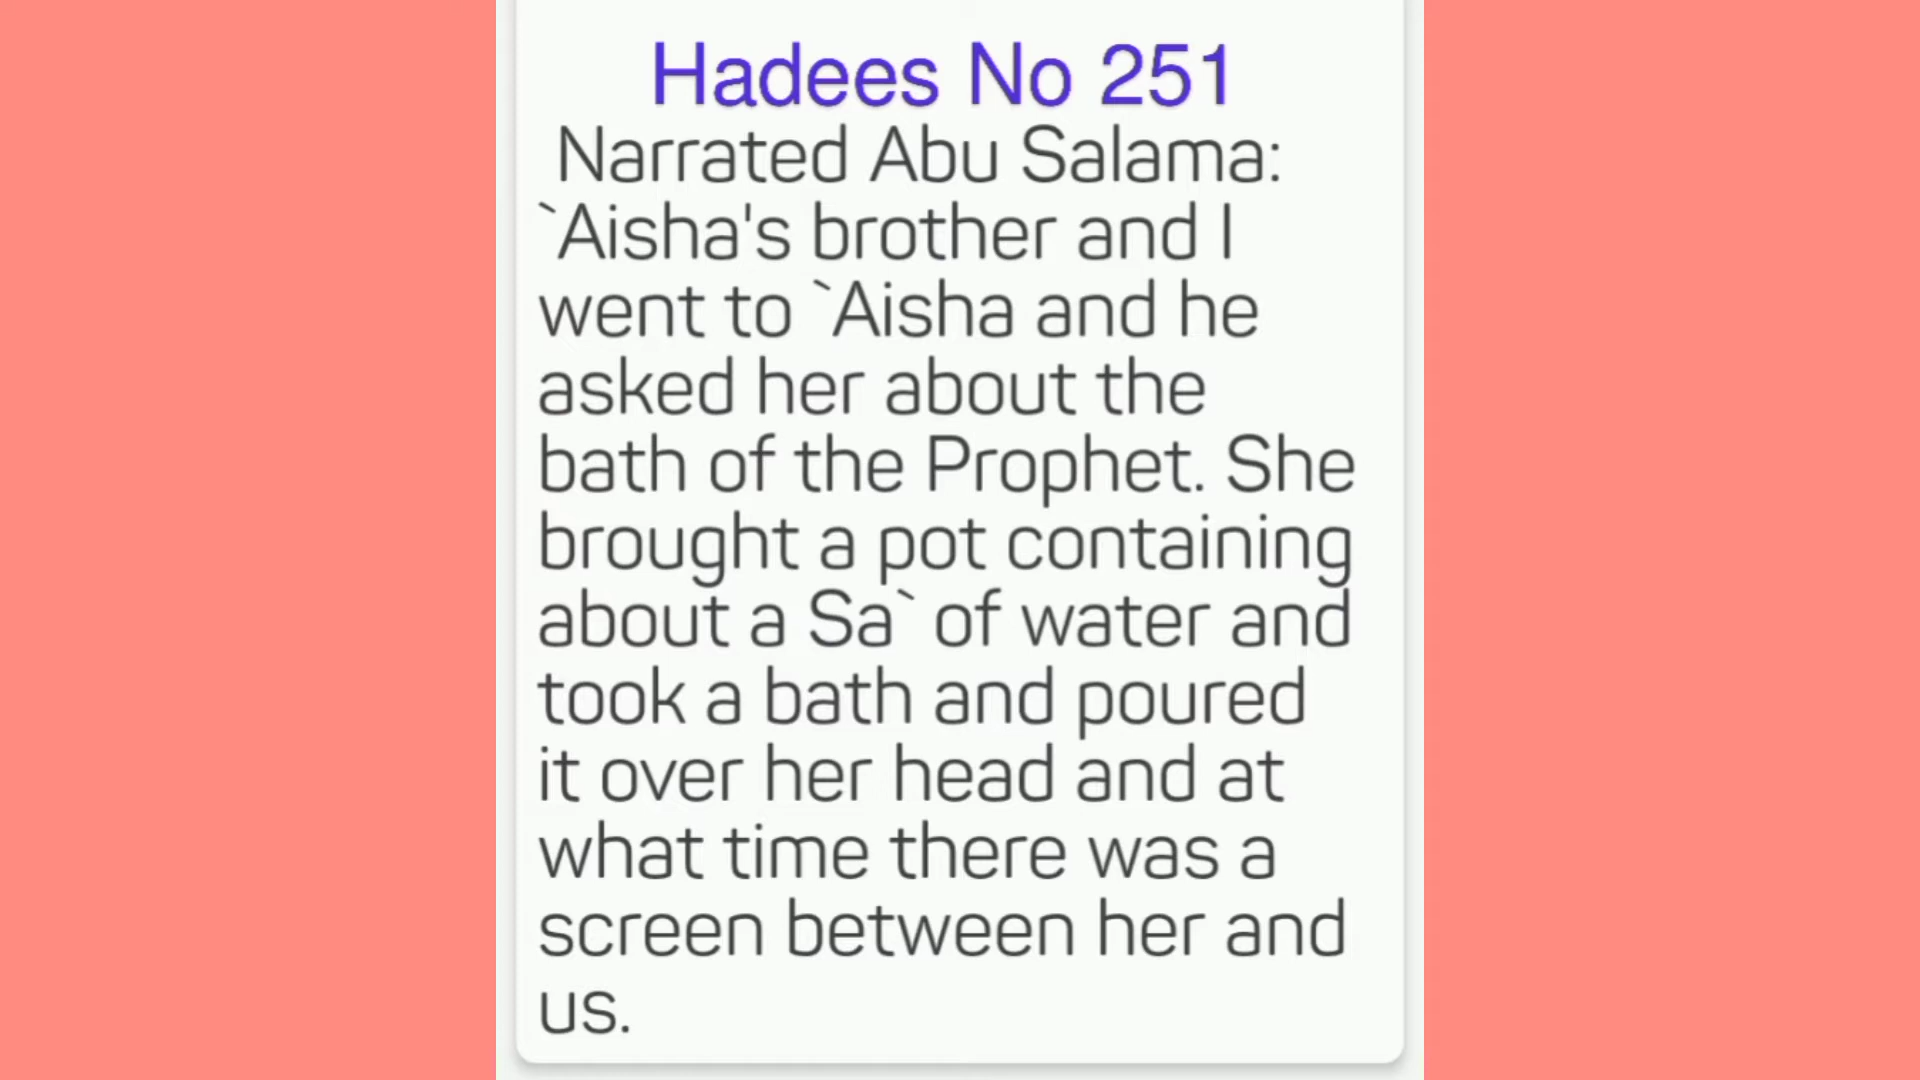 Hadees No 251
Narrated Abu Salama:
`Aisha's brother and I
went to `Aisha and he
asked her about the
bath of the Prophet. She
brought a pot containing
about a Sa` of water and
took a bath and poured
it over her head and at
what time there was a
screen between her and
us.